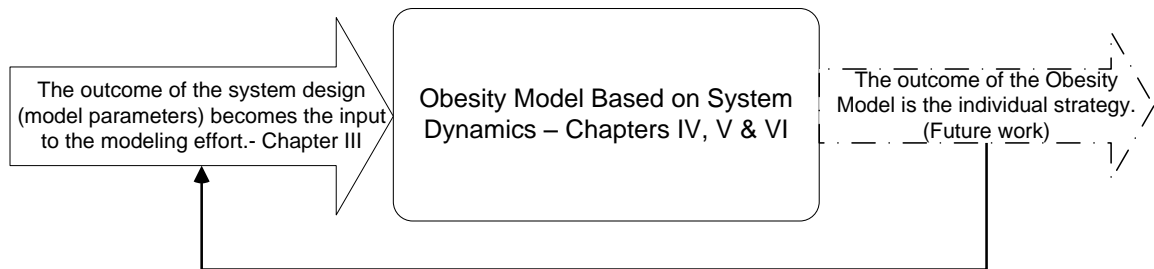 The outcome of the system design
(model parameters) becomes the input
to the modeling effort.- Chapter III
Obesity Model Based on System
Dynamics – Chapters IV, V & VI
The outcome of the Obesity
Model is the individual strategy.
(Future work)